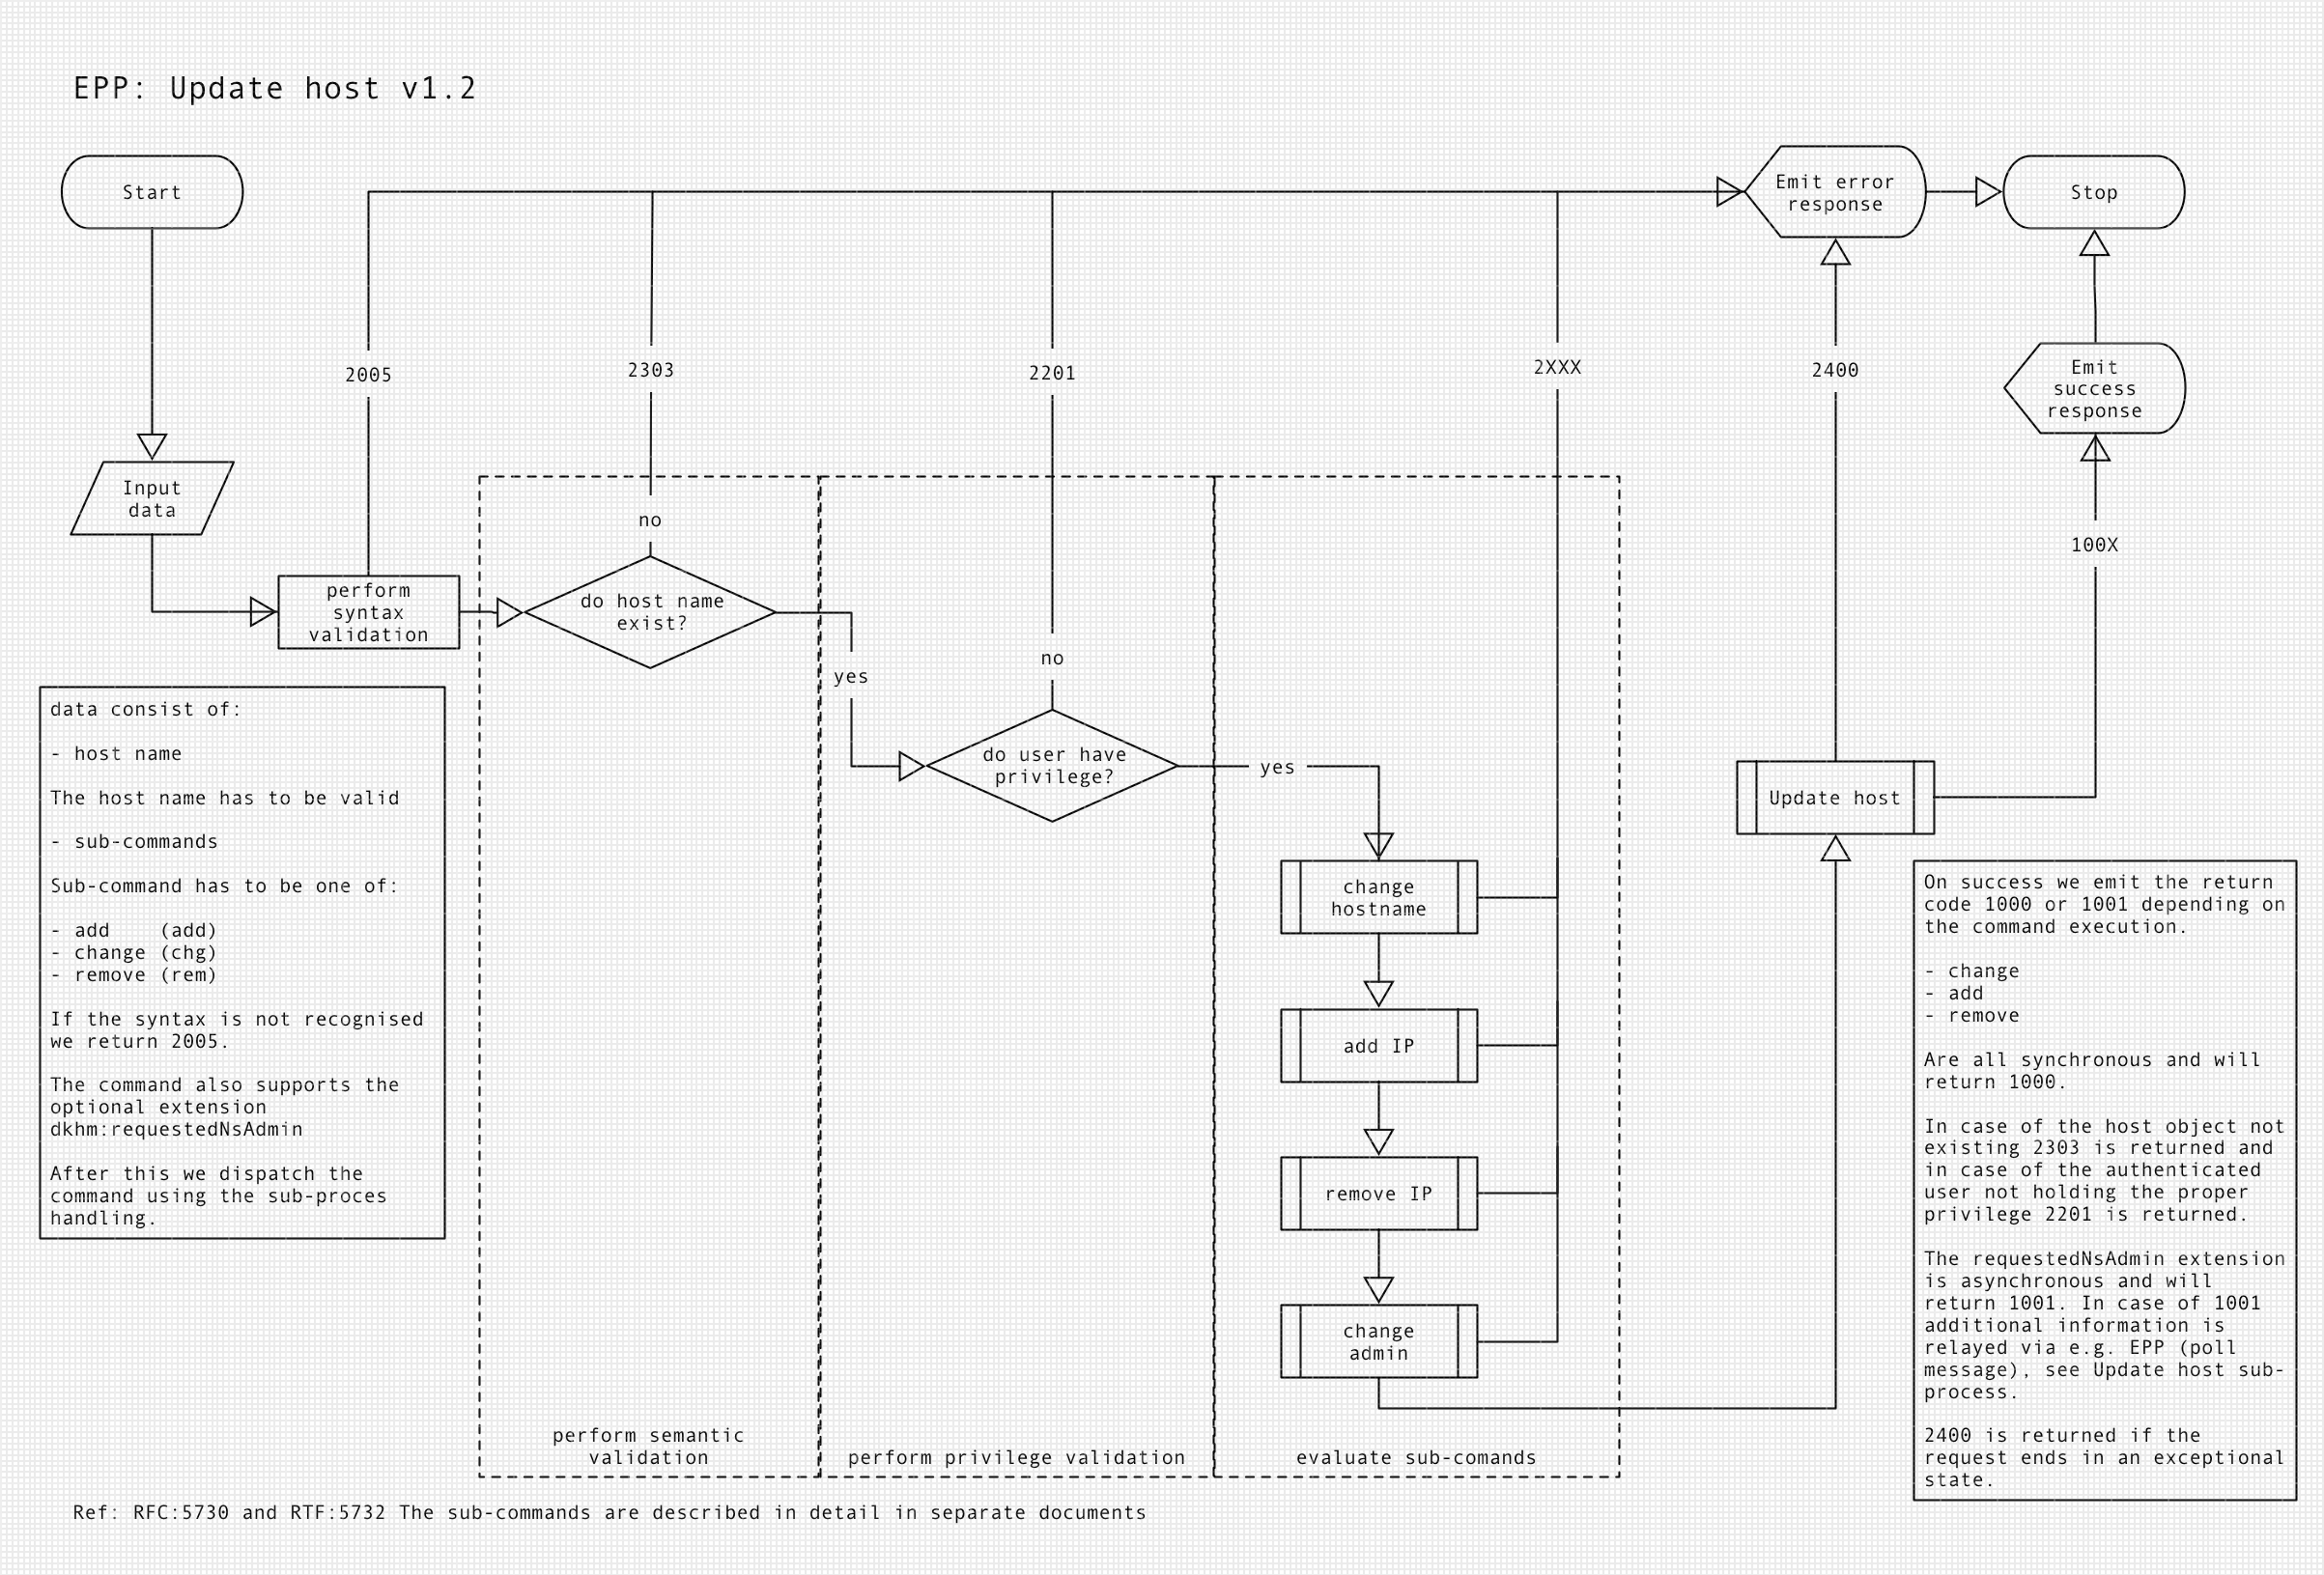 EPP: Update host v1.2
Start
Emit error
response
Stop
2005
2303
2201
2XXX
2400
Emit
success
response
Input
data
no
100X
perform
syntax
validation
do host name
exist?
yes
no
do user have
privilege?
yes
Update host
data consist of:
- host name
The host name has to be valid
- sub-commands
Sub-command has to be one of:
- add    (add)
- change (chg)
- remove (rem)
If the syntax is not recognised
we return 2005.
The command also supports the
optional extension
dkhm:requestedNsAdmin
After this we dispatch the
command using the sub-proces
handling.
change
hostname
add IP
remove IP
change
admin
On success we emit the return
code 1000 or 1001 depending on
the command execution.
- change
- add
- remove
Are all synchronous and will
return 1000.
In case of the host object not
existing 2303 is returned and
in case of the authenticated
user not holding the proper
privilege 2201 is returned.
The requestedNsAdmin extension
is asynchronous and will
return 1001. In case of 1001
additional information is
relayed via e.g. EPP (poll
message), see Update host sub-
process.
2400 is returned if the
request ends in an exceptional
state.
perform semantic
validation
perform privilege validation
evaluate sub-comands
Ref: RFC:5730 and RTF:5732 The sub-commands are described in detail in separate documents